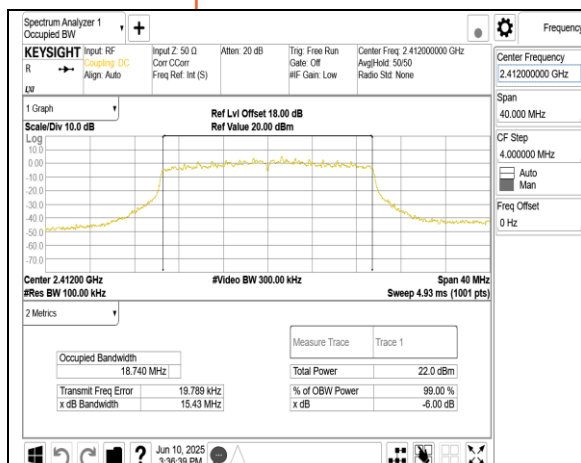 Spectrum Analyzer 1
Occupied BW
Frequency
KEYSIGHT Input: RF Input Z: 50 Ω Atten: 20 dB Trig: Free Run Center Freq: 2.412000000 GHz
R Coupling: DC Corr CCorr Gate: Off Avg|Hold: 50/50
Align: Auto Freq Ref: Int (S) #IF Gain: Low Radio Std: None
LXI
Center Frequency
2.412000000 GHz
Span
40.000 MHz
CF Step
4.000000 MHz
Auto
Man
Freq Offset
0 Hz
1 Graph
Ref Lvl Offset 18.00 dB
Scale/Div 10.0 dB Ref Value 20.00 dBm
Log
10.0
0.00
-10.0
-20.0
-30.0
-40.0
-50.0
-60.0
-70.0
Center 2.41200 GHz #Video BW 300.00 kHz Span 40 MHz
#Res BW 100.00 kHz Sweep 4.93 ms (1001 pts)
2 Metrics
Measure Trace Trace 1
Occupied Bandwidth
18.740 MHz
Total Power 22.0 dBm
Transmit Freq Error 19.789 kHz % of OBW Power 99.00 %
x dB Bandwidth 15.43 MHz x dB -6.00 dB
Jun 10, 2025
3:36:39 PM